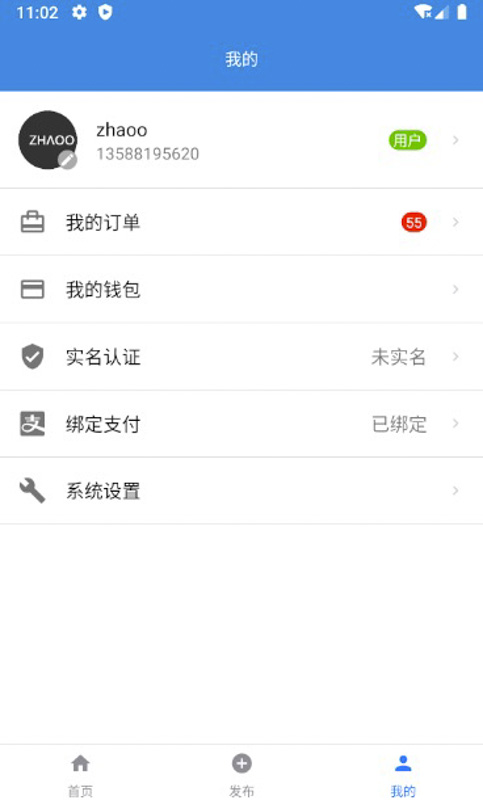 11:02
我的
ZHAOO
zhaoo
用户
13588195620
我的订单
55
我的钱包
实名认证
未实名
绑定支付
已绑定
系统设置
首页
发布
我的